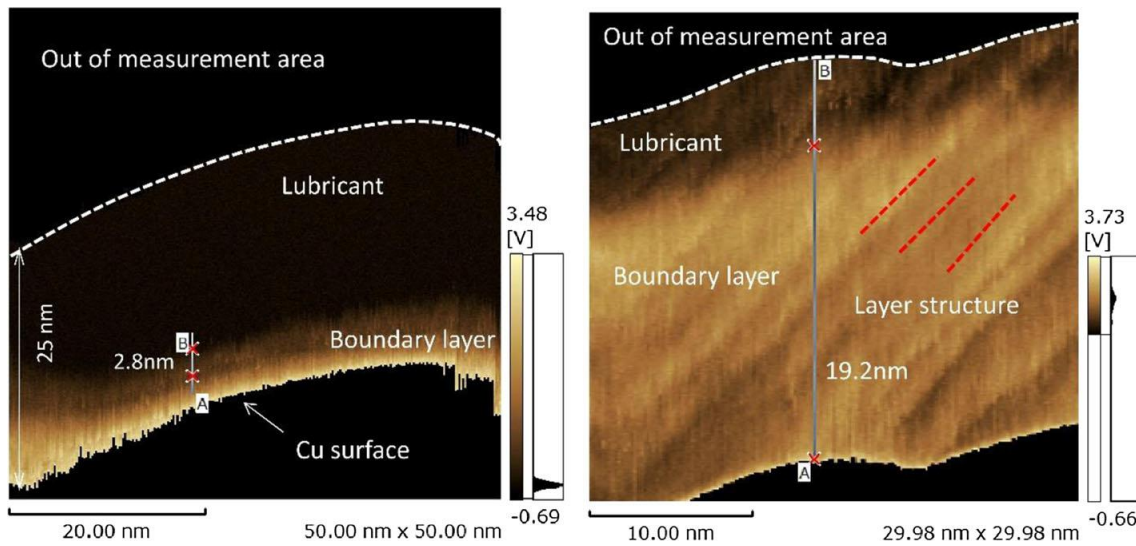 Out of measurement area
Lubricant
25 nm
Boundary layer
B
2.8nm
A
Cu surface
3.48
[V]
-0.69
20.00 nm
50.00 nm x 50.00 nm
Out of measurement area
B
Lubricant
Boundary layer
Layer structure
19.2nm
A
3.73
[V]
-0.66
10.00 nm
29.98 nm x 29.98 nm